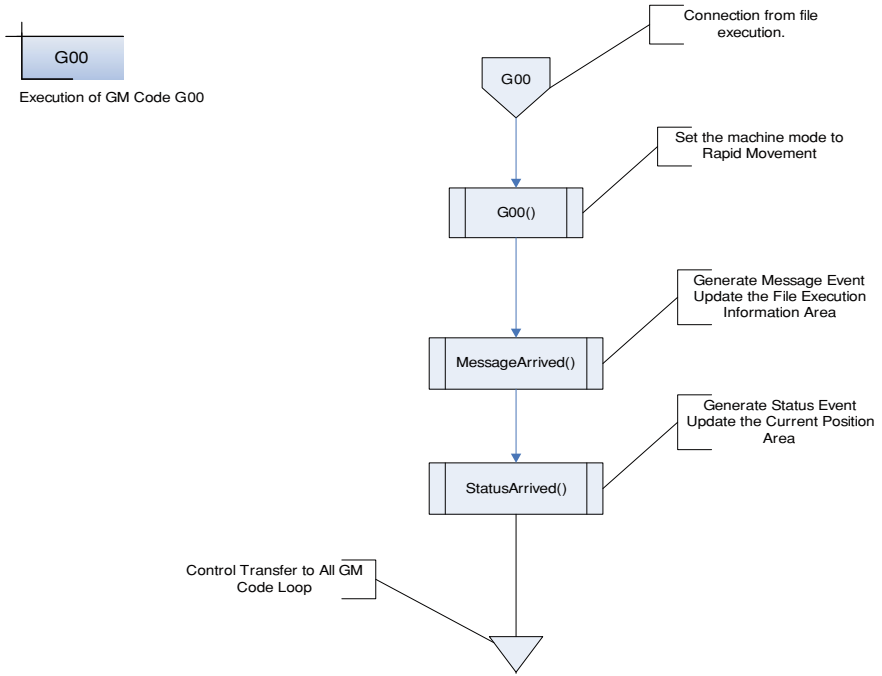 G00
Execution of GM Code G00
Connection from file
execution.
G00
Set the machine mode to
Rapid Movement
G00()
Generate Message Event
Update the File Execution
Information Area
MessageArrived()
Generate Status Event
Update the Current Position
Area
StatusArrived()
Control Transfer to All GM
Code Loop